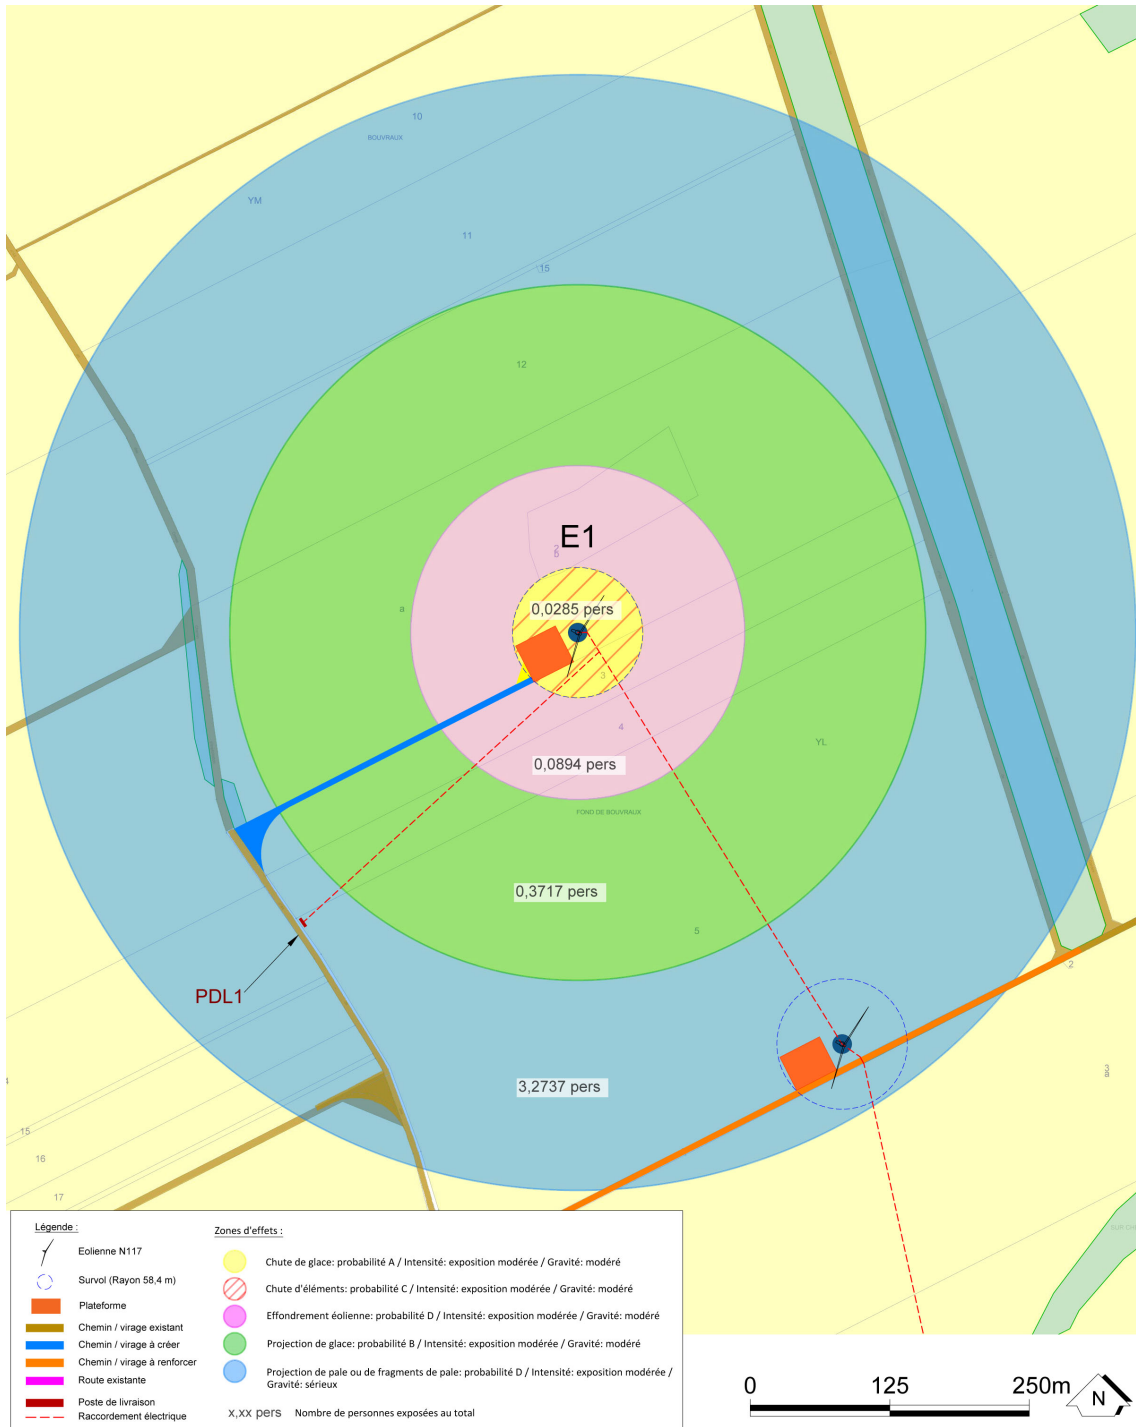 10
BOUVRAUX
YM
11
15
12
E1
2
b
a
0,0285 pers
3
4
YL
0,0894 pers
FOND DE BOUVRAUX
0,3717 pers
5
2
PDL1
3,2737 pers
15
16
17
Légende :
Eolienne N117
Survol (Rayon 58,4 m)
Plateforme
Chemin / virage existant
Chemin / virage à créer
Chemin / virage à renforcer
Route existante
Poste de livraison
Raccordement électrique
Zones d'effets :
Chute de glace: probabilité A / Intensité: exposition modérée / Gravité: modéré
Chute d'éléments: probabilité C / Intensité: exposition modérée / Gravité: modéré
Effondrement éolienne: probabilité D / Intensité: exposition modérée / Gravité: modéré
Projection de glace: probabilité B / Intensité: exposition modérée / Gravité: modéré
Projection de pale ou de fragments de pale: probabilité D / Intensité: exposition modérée /
Gravité: sérieux
x,xx pers Nombre de personnes exposées au total
0 125 250m
N